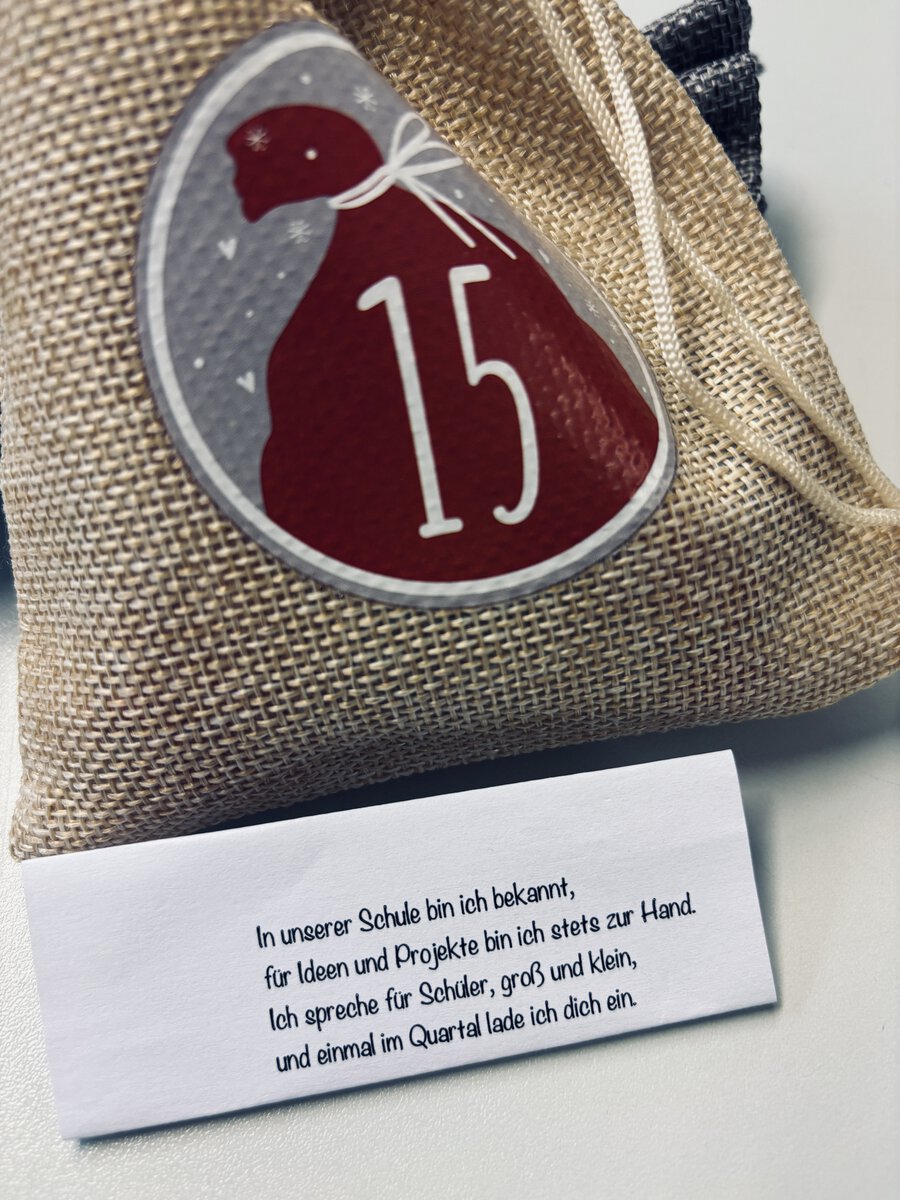 15
In unserer Schule bin ich bekannt,
für Ideen und Projekte bin ich stets zur Hand.
Ich spreche für Schüler, groß und klein,
und einmal im Quartal lade ich dich ein.